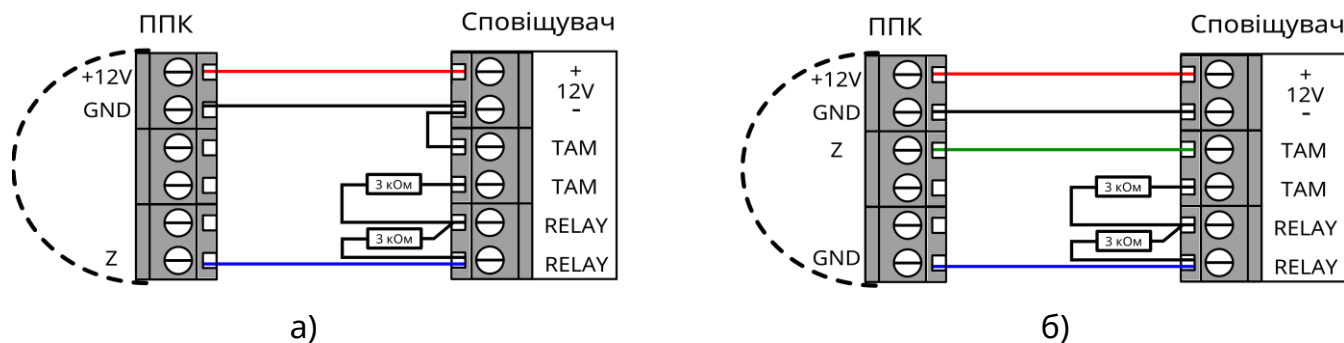 ППК
Сповіщувач
+12V
GND
Z
+
12V
-
TAM
TAM
RELAY
RELAY
3 кОм
3 кОм
а)
ППК
Сповіщувач
+12V
GND
Z
GND
+
12V
-
TAM
TAM
RELAY
RELAY
3 кОм
3 кОм
б)